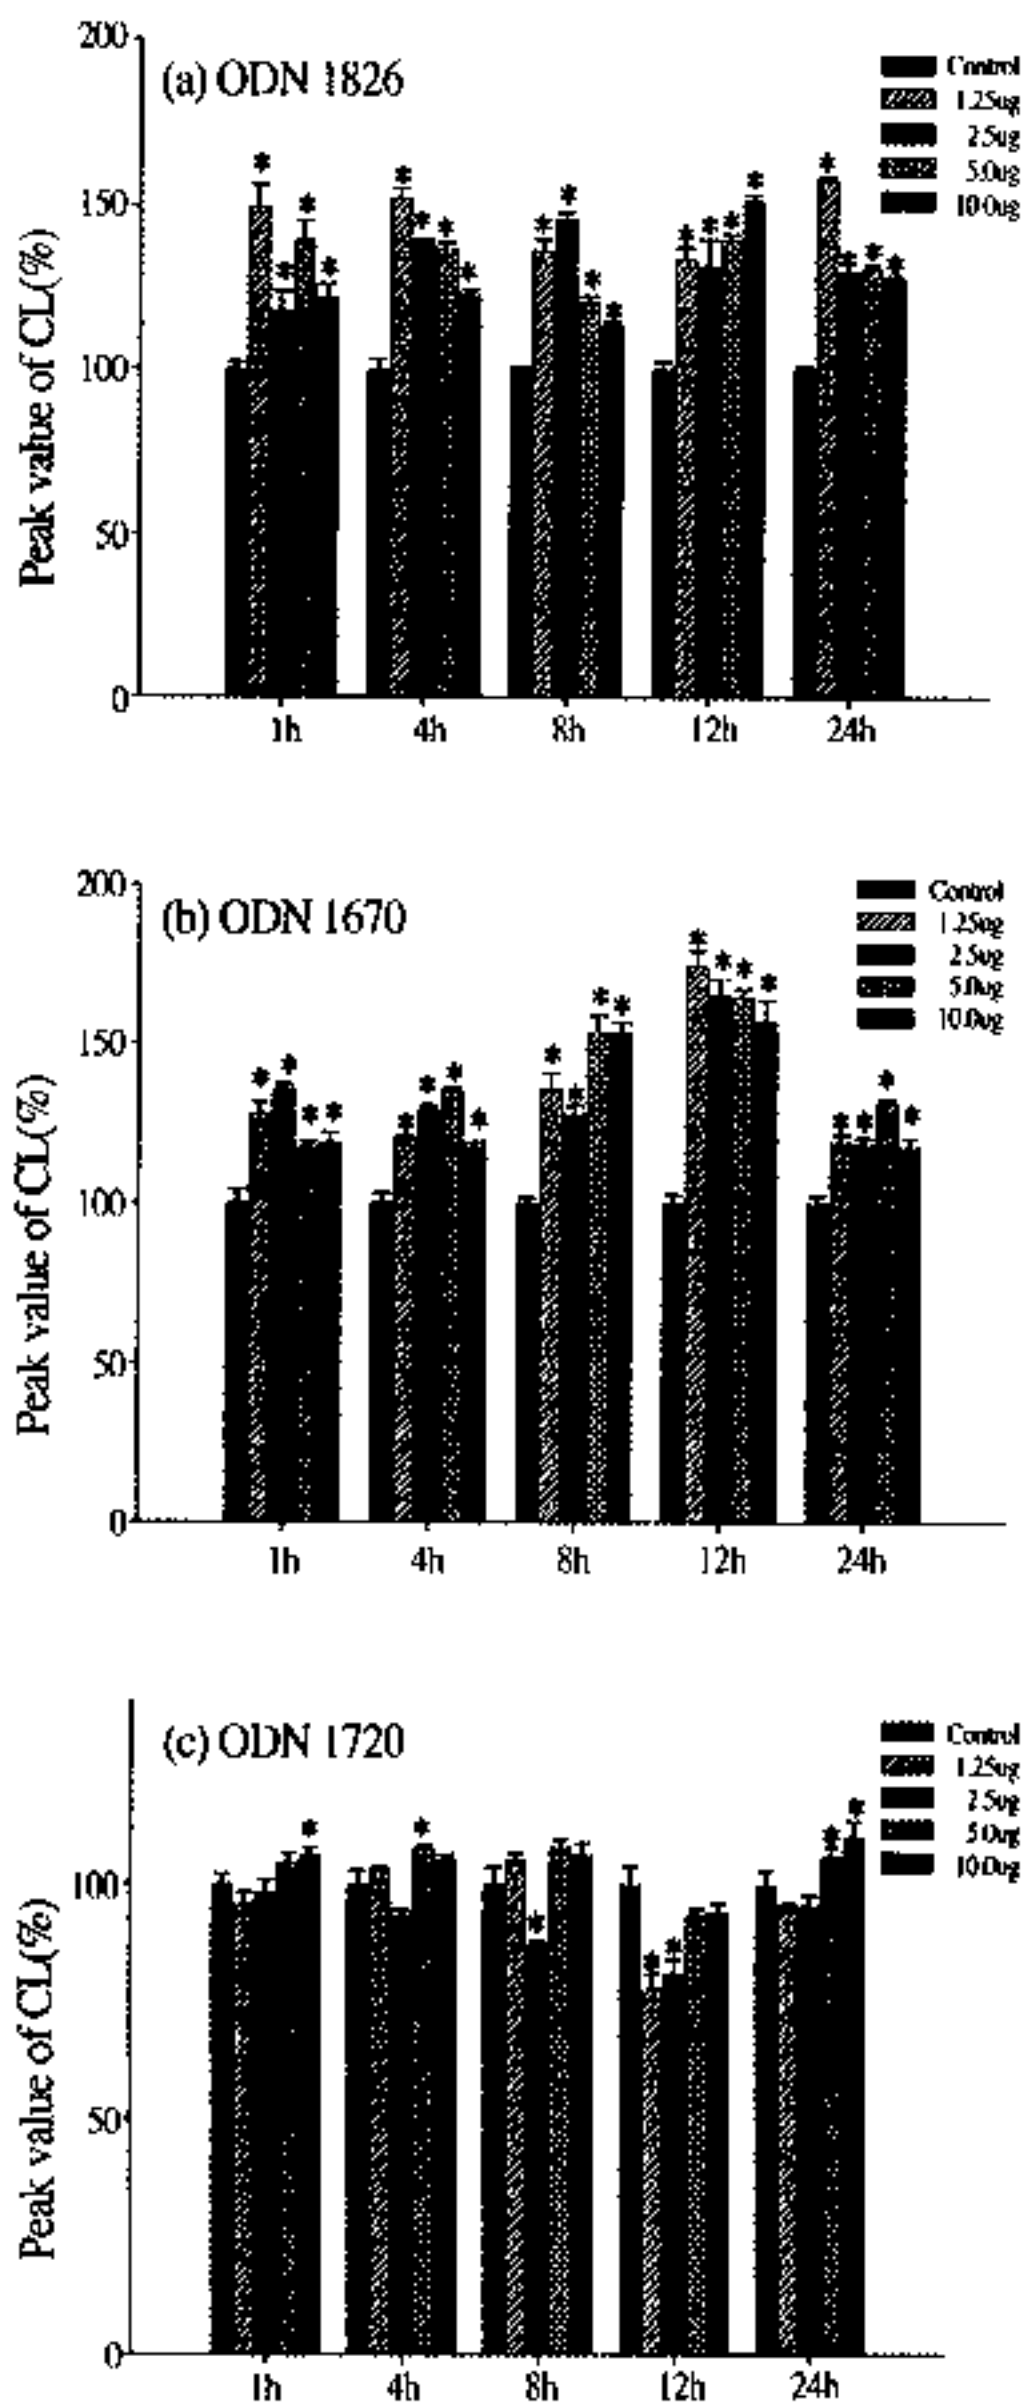 200
(a) ODN 1826
Control
1.25ug
2.5ug
5.0ug
10.0ug
150
100
50
0
Peak value of CL(%)
1h 4h 8h 12h 24h
200
(b) ODN 1670
Control
1.25ug
2.5ug
5.0ug
10.0ug
150
100
50
0
Peak value of CL(%)
1h 4h 8h 12h 24h
(c) ODN 1720
Control
1.25ug
2.5ug
5.0ug
10.0ug
100
50
0
Peak value of CL(%)
1h 4h 8h 12h 24h